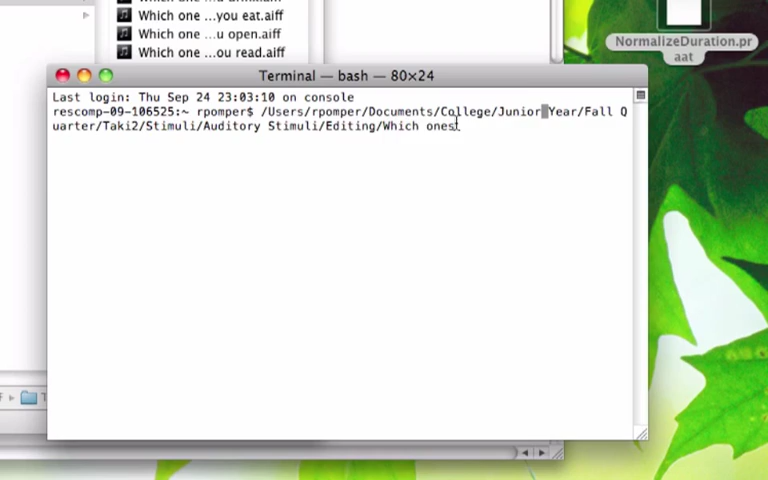 Which one ...you eat.aiff
Which one ...u open.aiff
Which one ...ou read.aiff
NormalizeDuration.pr
aat
Terminal — bash — 80×24
Last login: Thu Sep 24 23:03:10 on console
rescomp-09-106525:~ rpomper$ /Users/rpomper/Documents/College/Junior Year/Fall Q
uarter/Taki2/Stimuli/Auditory Stimuli/Editing/Which ones